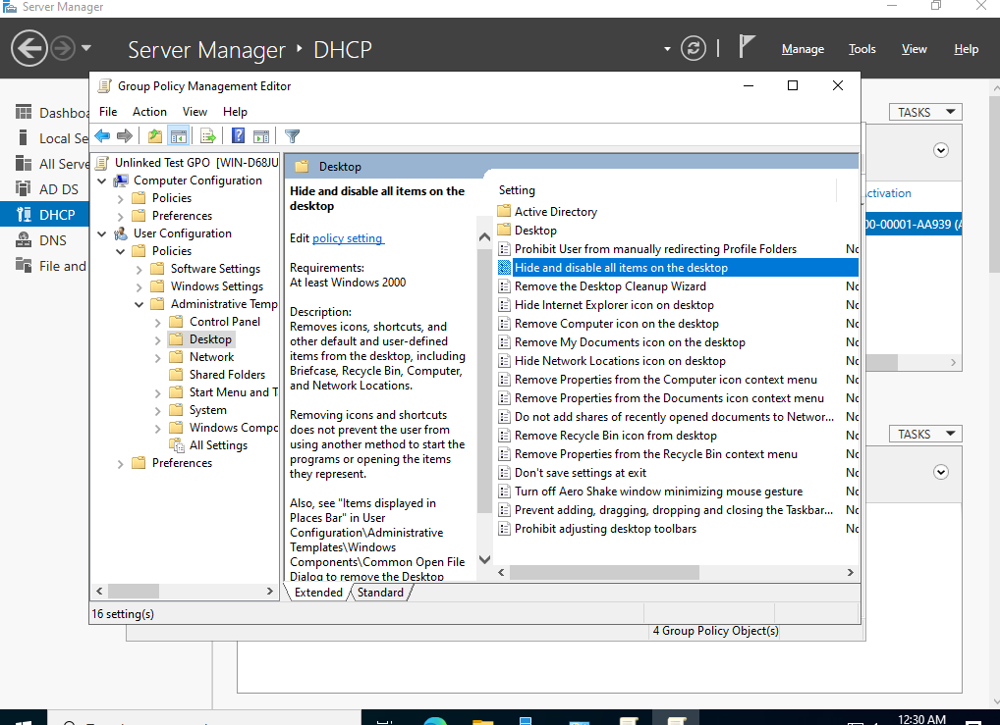 Server Manager
Server Manager
DHCP
Manage
Tools
View
Help
Dashboa
Local Se
All Serve
AD DS
DHCP
DNS
File and
TASKS
ctivation
00-00001-AA939 (A
TASKS
Group Policy Management Editor
File
Action
View
Help
Unlinked Test GPO [WIN-D68JU
Computer Configuration
Policies
Preferences
User Configuration
Policies
Software Settings
Windows Settings
Administrative Temp
Control Panel
Desktop
Network
Shared Folders
Start Menu and T
System
Windows Compo
All Settings
Preferences
Desktop
Hide and disable all items on the
desktop
Edit policy setting
Requirements:
At least Windows 2000
Description:
Removes icons, shortcuts, and
other default and user-defined
items from the desktop, including
Briefcase, Recycle Bin, Computer,
and Network Locations.
Removing icons and shortcuts
does not prevent the user from
using another method to start the
programs or opening the items
they represent.
Also, see "Items displayed in
Places Bar" in User
Configuration\Administrative
Templates\Windows
Components\Common Open File
Dialog to remove the Desktop
Setting
Active Directory
Desktop
Prohibit User from manually redirecting Profile Folders No
Hide and disable all items on the desktop
Remove the Desktop Cleanup Wizard No
Hide Internet Explorer icon on desktop No
Remove Computer icon on the desktop No
Remove My Documents icon on the desktop No
Hide Network Locations icon on desktop No
Remove Properties from the Computer icon context menu No
Remove Properties from the Documents icon context menu No
Do not add shares of recently opened documents to Networ... No
Remove Recycle Bin icon from desktop No
Remove Properties from the Recycle Bin context menu No
Don't save settings at exit No
Turn off Aero Shake window minimizing mouse gesture No
Prevent adding, dragging, dropping and closing the Taskbar... No
Prohibit adjusting desktop toolbars No
Extended
Standard
16 setting(s)
4 Group Policy Object(s)
12:30 AM